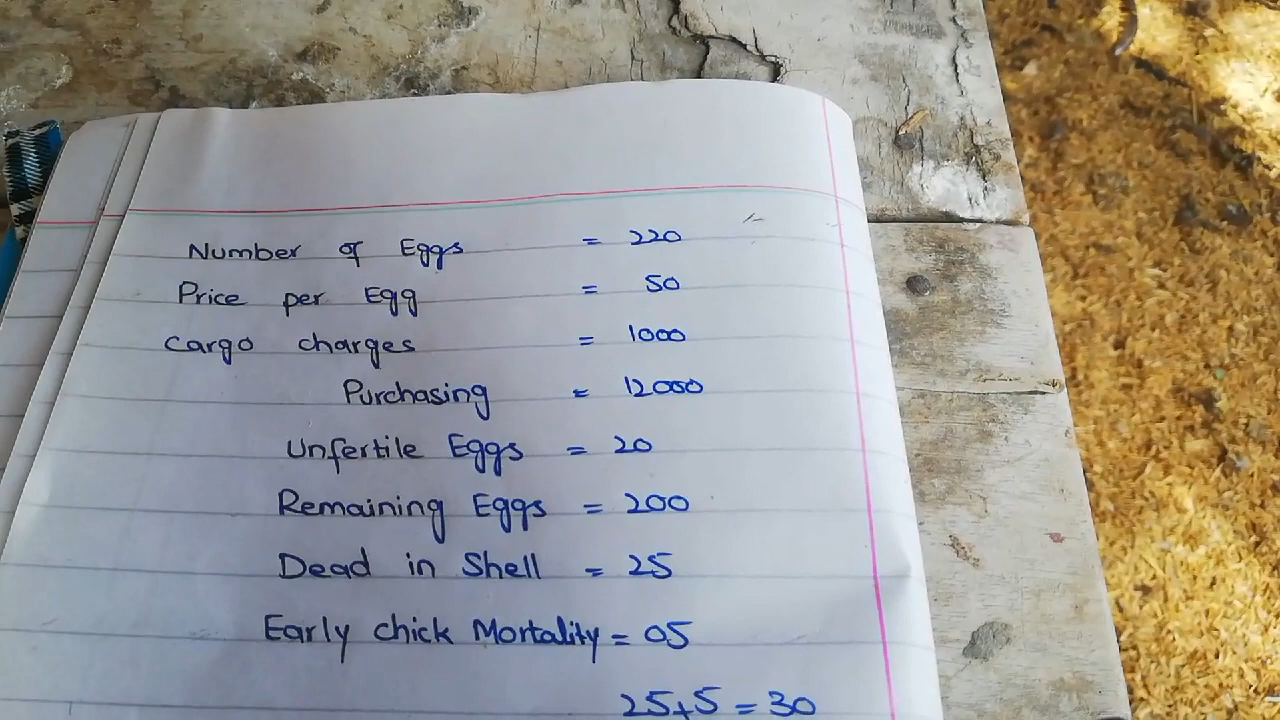 Number of Eggs = 220
Price per Egg = 50
Cargo charges = 1000
Purchasing = 12000
Unfertile Eggs = 20
Remaining Eggs = 200
Dead in Shell = 25
Early chick Mortality = 05
25+5 = 30